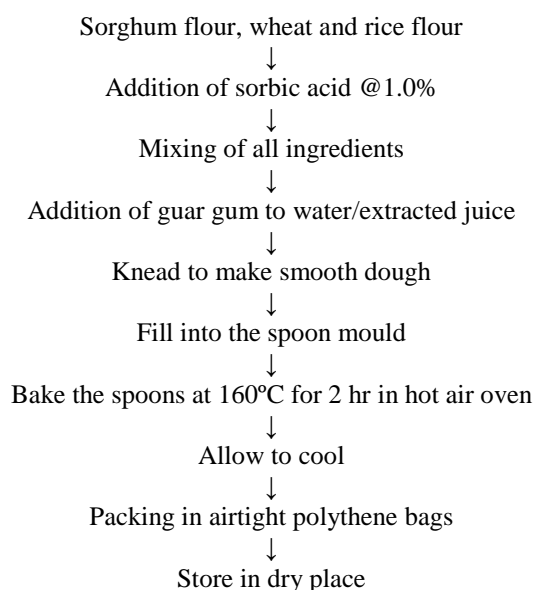 Sorghum flour, wheat and rice flour
↓
Addition of sorbic acid @1.0%
↓
Mixing of all ingredients
↓
Addition of guar gum to water/extracted juice
↓
Knead to make smooth dough
↓
Fill into the spoon mould
↓
Bake the spoons at 160ºC for 2 hr in hot air oven
↓
Allow to cool
↓
Packing in airtight polythene bags
↓
Store in dry place